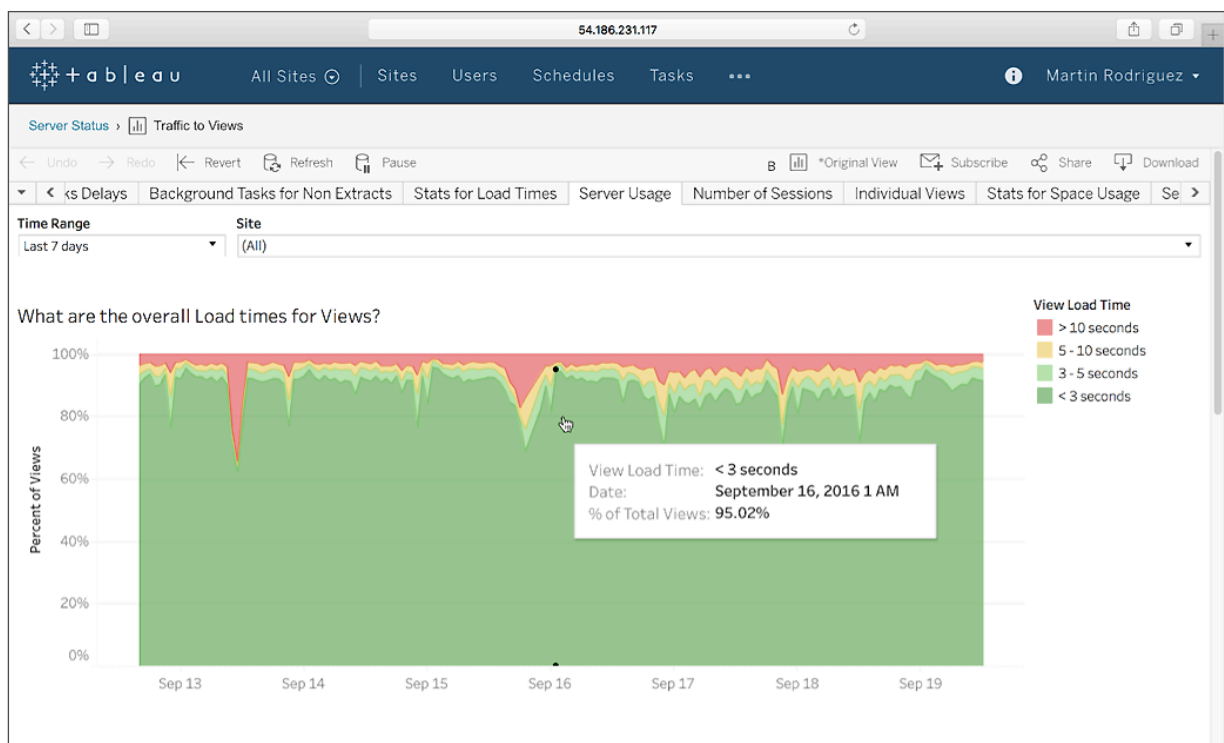 54.186.231.117
+ableau All Sites Sites Users Schedules Tasks ••• Martin Rodriguez
Server Status › Traffic to Views
Undo Redo Revert Refresh Pause B *Original View Subscribe Share Download
ks Delays Background Tasks for Non Extracts Stats for Load Times Server Usage Number of Sessions Individual Views Stats for Space Usage Se
Time Range Site
Last 7 days (All)
What are the overall Load times for Views?
View Load Time
> 10 seconds
5 - 10 seconds
3 - 5 seconds
< 3 seconds
Percent of Views
100%
80%
60%
40%
20%
0%
View Load Time: < 3 seconds
Date: September 16, 2016 1 AM
% of Total Views: 95.02%
Sep 13 Sep 14 Sep 15 Sep 16 Sep 17 Sep 18 Sep 19